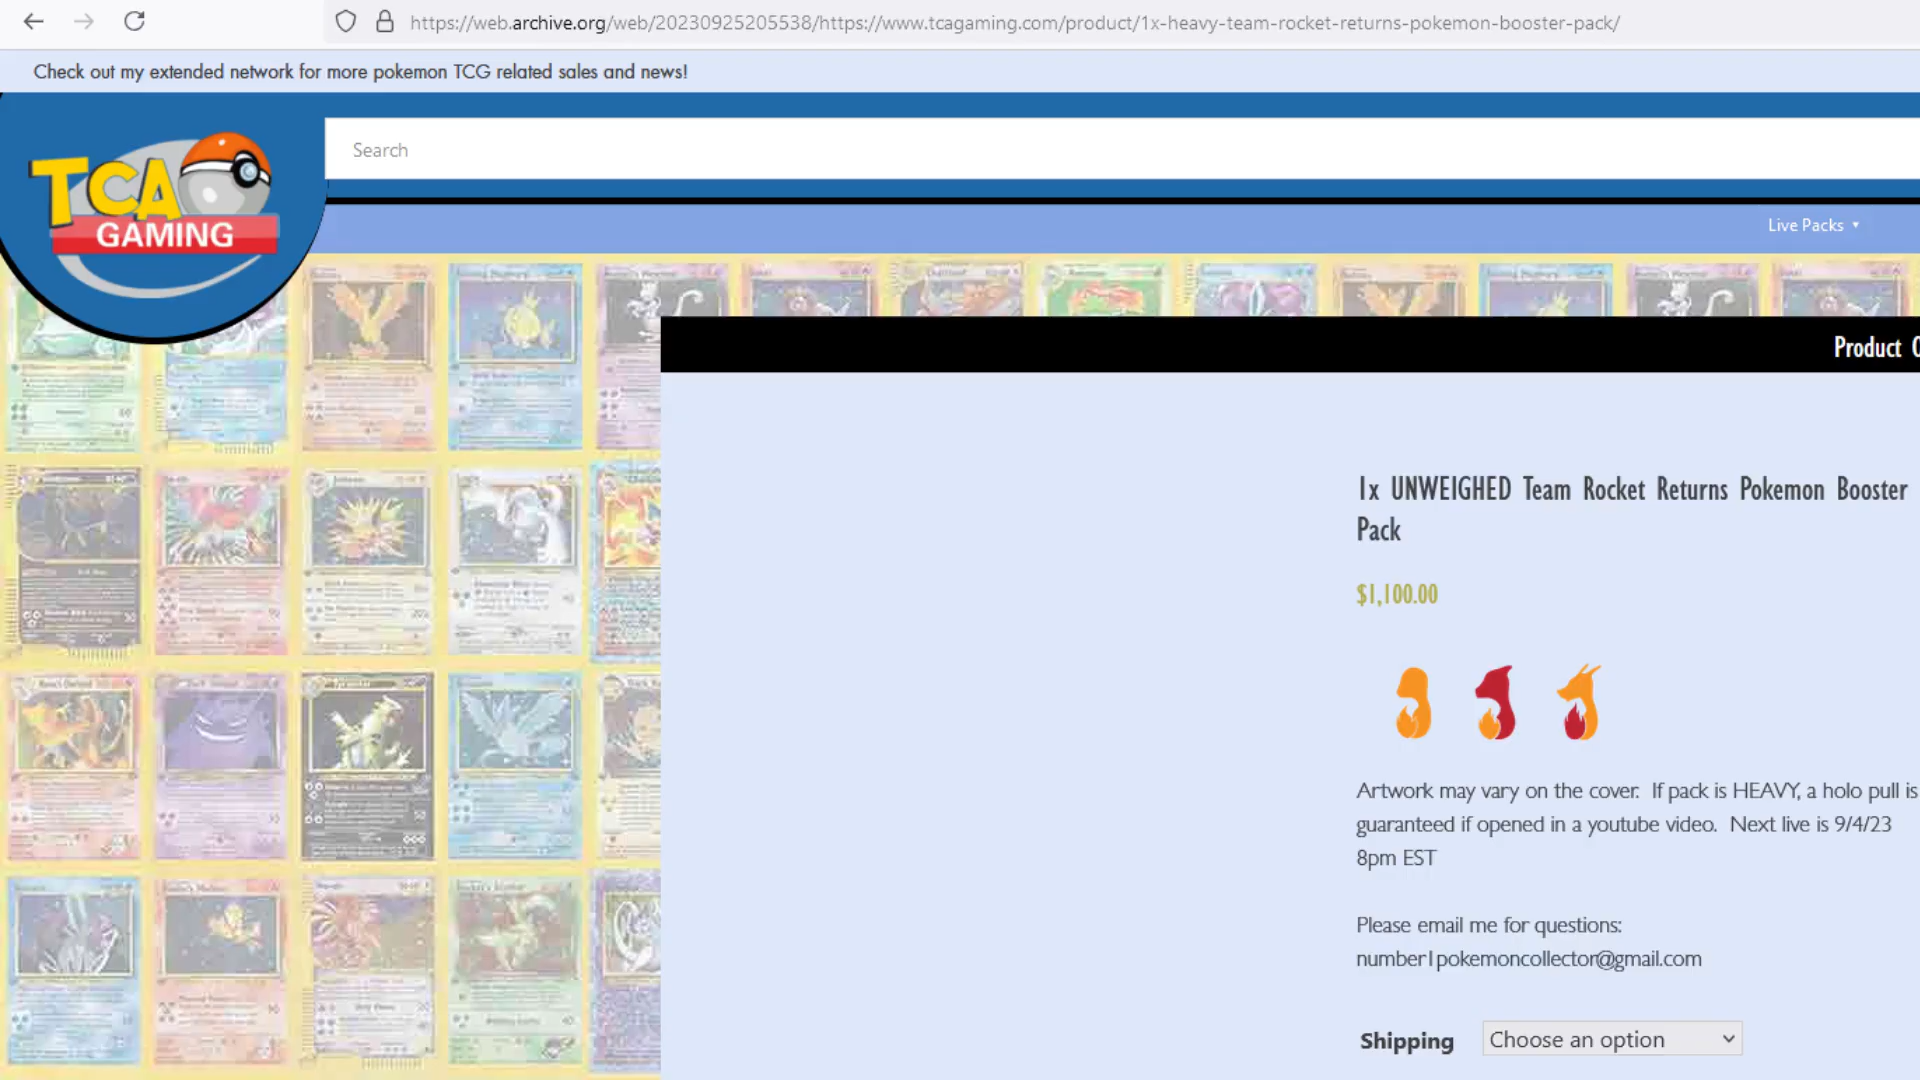 https://web.archive.org/web/20230925205538/https://www.tcagaming.com/product/1x-heavy-team-rocket-returns-pokemon-booster-pack/
Check out my extended network for more pokemon TCG related sales and news!
TCA
GAMING
Search
Live Packs
Product
1x UNWEIGHED Team Rocket Returns Pokemon Booster
Pack
$1,100.00
Artwork may vary on the cover. If pack is HEAVY, a holo pull is
guaranteed if opened in a youtube video. Next live is 9/4/23
8pm EST
Please email me for questions:
number1pokemoncollector@gmail.com
Shipping
Choose an option